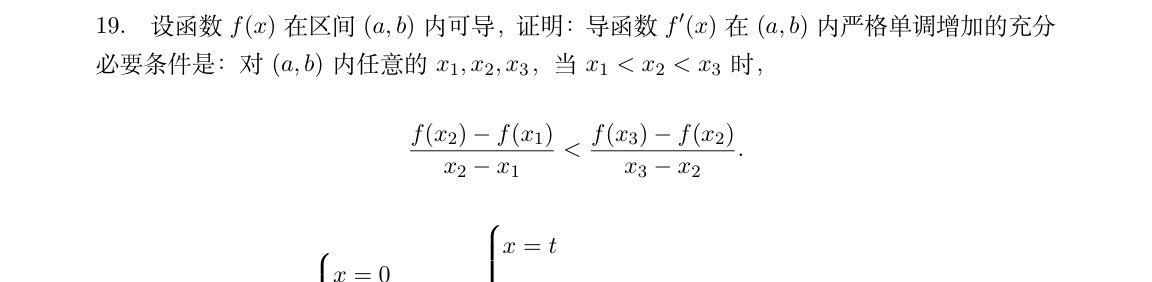 19. 设函数 f(x) 在区间 (a, b) 内可导, 证明: 导函数 f′(x) 在 (a, b) 内严格单调增加的充分
必要条件是: 对 (a, b) 内任意的 x₁, x₂, x₃, 当 x₁ < x₂ < x₃ 时,
\frac{f(x₂) − f(x₁)}{x₂ − x₁} < \frac{f(x₃) − f(x₂)}{x₃ − x₂}.
x = t
x = 0